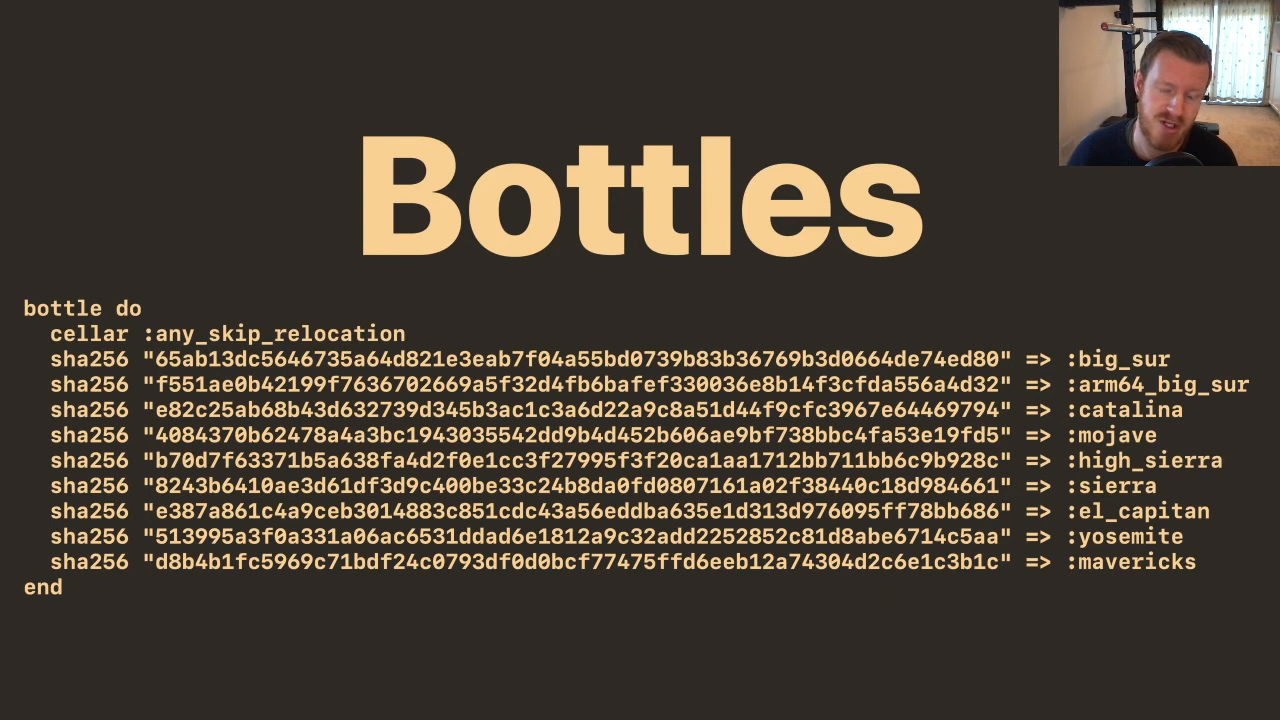 Bottles
bottle do
  cellar :any_skip_relocation
  sha256 "65ab13dc5646735a64d821e3eab7f04a55bd0739b83b36769b3d0664de74ed80" => :big_sur
  sha256 "f551ae0b42199f7636702669a5f32d4fb6bafef330036e8b14f3cfda556a4d32" => :arm64_big_sur
  sha256 "e82c25ab68b43d632739d345b3ac1c3a6d22a9c8a51d44f9cfc3967e64469794" => :catalina
  sha256 "4084370b62478a4a3bc1943035542dd9b4d452b606ae9bf738bbc4fa53e19fd5" => :mojave
  sha256 "b70d7f63371b5a638fa4d2f0e1cc3f27995f3f20ca1aa1712bb711bb6c9b928c" => :high_sierra
  sha256 "8243b6410ae3d61df3d9c400be33c24b8da0fd0807161a02f38440c18d984661" => :sierra
  sha256 "e387a861c4a9ceb3014883c851cdc43a56eddba635e1d313d976095ff78bb686" => :el_capitan
  sha256 "513995a3f0a331a06ac6531ddad6e1812a9c32add2252852c81d8abe6714c5aa" => :yosemite
  sha256 "d8b4b1fc5969c71bdf24c0793df0d0bcf77475ffd6eeb12a74304d2c6e1c3b1c" => :mavericks
end